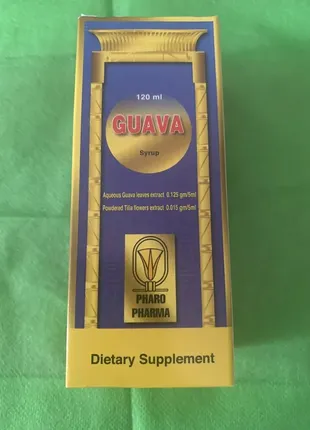 120 ml
GUAVA
Syrup
Aqueous Guava leaves extract 0.125 gm/5ml
Powdered Tilia flowers extract 0.015 gm/5ml
PHARO
PHARMA
Dietary Supplement